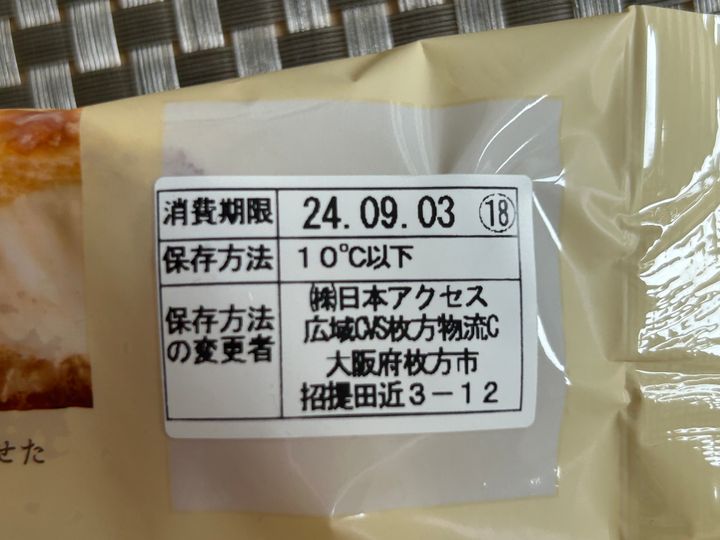 消費期限 24.09.03 ⑱
保存方法 10℃以下
保存方法の変更者
㈱日本アクセス
広域CVS枚方物流C
大阪府枚方市
招提田近3-12
せた